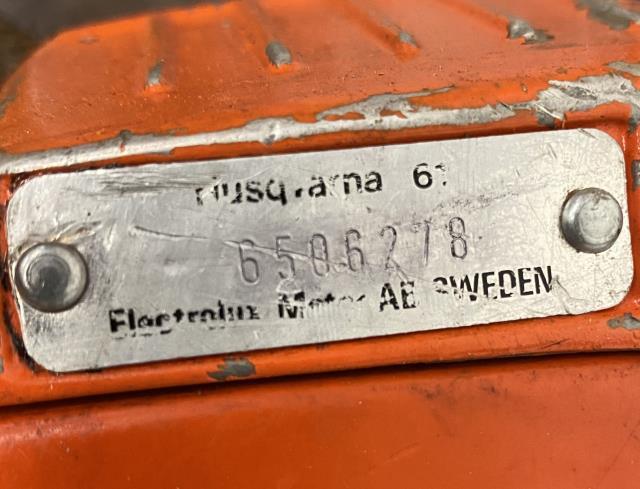 Husqvarna 61
6506278
Electrolux Motor AB SWEDEN